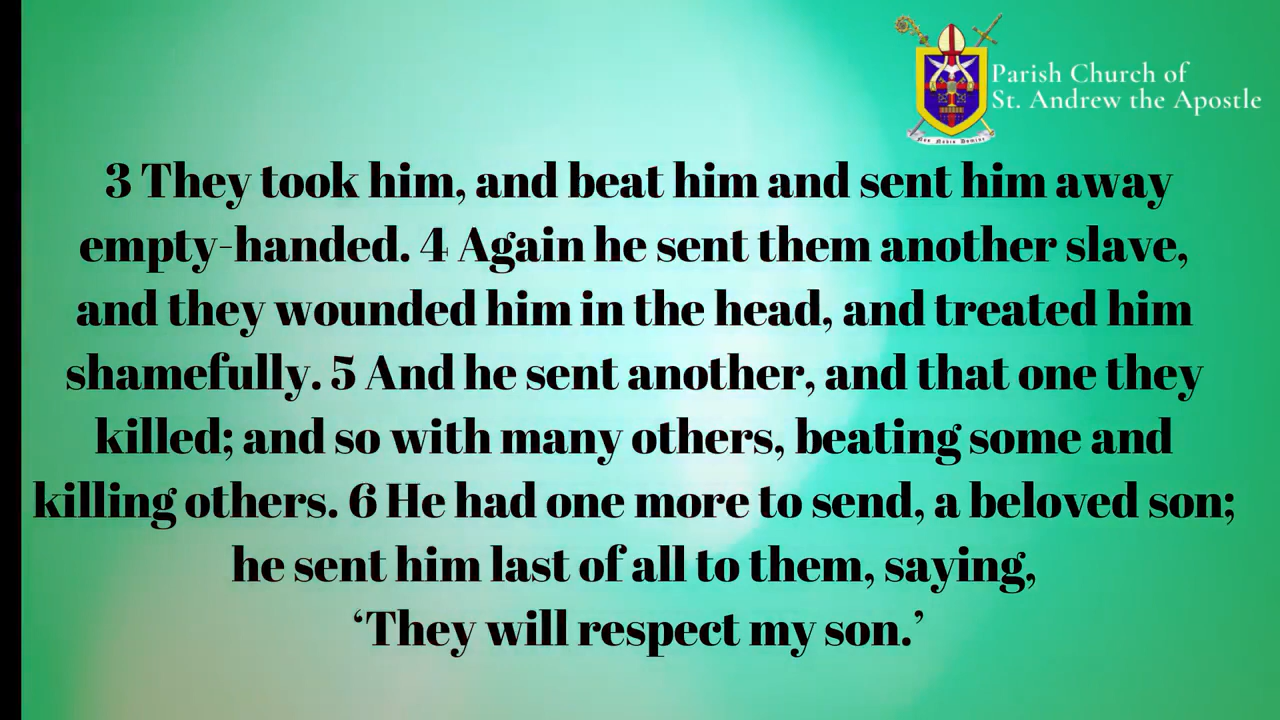 Parish Church of
St. Andrew the Apostle
Non Nobis Domine
3 They took him, and beat him and sent him away
empty-handed. 4 Again he sent them another slave,
and they wounded him in the head, and treated him
shamefully. 5 And he sent another, and that one they
killed; and so with many others, beating some and
killing others. 6 He had one more to send, a beloved son;
he sent him last of all to them, saying,
‘They will respect my son.’